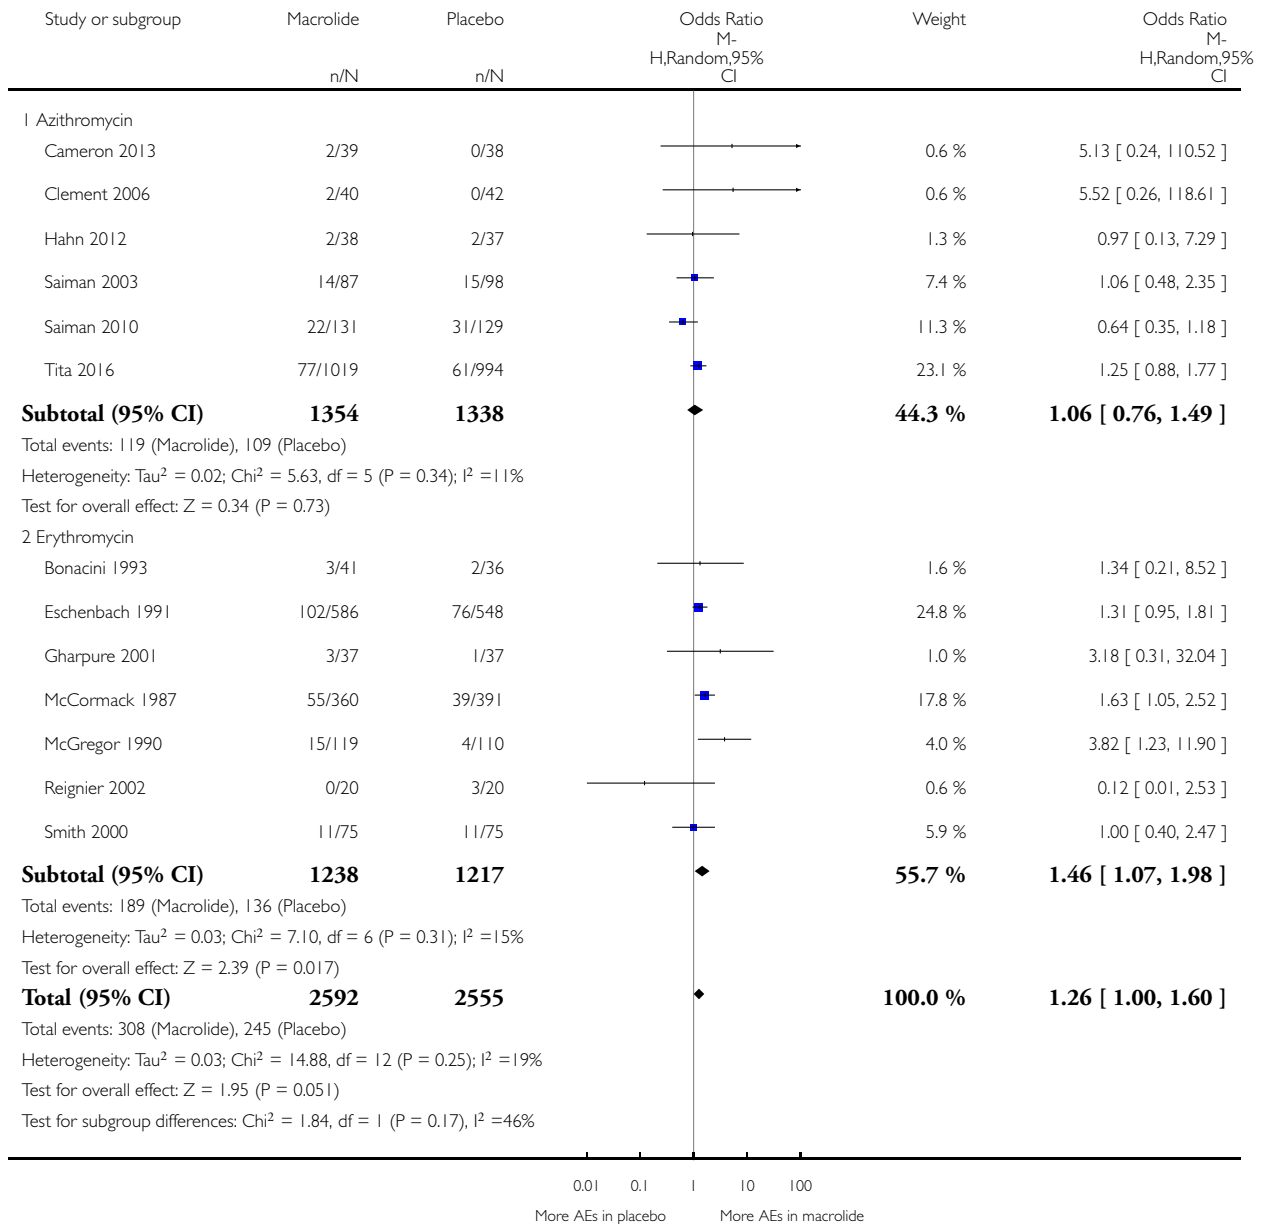 Study or subgroup Macrolide Placebo Odds Ratio Weight Odds Ratio
M- M-
H,Random,95% H,Random,95%
n/N n/N CI CI
1 Azithromycin
Cameron 2013 2/39 0/38 0.6 % 5.13 [ 0.24, 110.52 ]
Clement 2006 2/40 0/42 0.6 % 5.52 [ 0.26, 118.61 ]
Hahn 2012 2/38 2/37 1.3 % 0.97 [ 0.13, 7.29 ]
Saiman 2003 14/87 15/98 7.4 % 1.06 [ 0.48, 2.35 ]
Saiman 2010 22/131 31/129 11.3 % 0.64 [ 0.35, 1.18 ]
Tita 2016 77/1019 61/994 23.1 % 1.25 [ 0.88, 1.77 ]
Subtotal (95% CI) 1354 1338 44.3 % 1.06 [ 0.76, 1.49 ]
Total events: 119 (Macrolide), 109 (Placebo)
Heterogeneity: Tau² = 0.02; Chi² = 5.63, df = 5 (P = 0.34); I² =11%
Test for overall effect: Z = 0.34 (P = 0.73)
2 Erythromycin
Bonacini 1993 3/41 2/36 1.6 % 1.34 [ 0.21, 8.52 ]
Eschenbach 1991 102/586 76/548 24.8 % 1.31 [ 0.95, 1.81 ]
Gharpure 2001 3/37 1/37 1.0 % 3.18 [ 0.31, 32.04 ]
McCormack 1987 55/360 39/391 17.8 % 1.63 [ 1.05, 2.52 ]
McGregor 1990 15/119 4/110 4.0 % 3.82 [ 1.23, 11.90 ]
Reignier 2002 0/20 3/20 0.6 % 0.12 [ 0.01, 2.53 ]
Smith 2000 11/75 11/75 5.9 % 1.00 [ 0.40, 2.47 ]
Subtotal (95% CI) 1238 1217 55.7 % 1.46 [ 1.07, 1.98 ]
Total events: 189 (Macrolide), 136 (Placebo)
Heterogeneity: Tau² = 0.03; Chi² = 7.10, df = 6 (P = 0.31); I² =15%
Test for overall effect: Z = 2.39 (P = 0.017)
Total (95% CI) 2592 2555 100.0 % 1.26 [ 1.00, 1.60 ]
Total events: 308 (Macrolide), 245 (Placebo)
Heterogeneity: Tau² = 0.03; Chi² = 14.88, df = 12 (P = 0.25); I² =19%
Test for overall effect: Z = 1.95 (P = 0.051)
Test for subgroup differences: Chi² = 1.84, df = 1 (P = 0.17), I² =46%
0.01 0.1 1 10 100
More AEs in placebo More AEs in macrolide